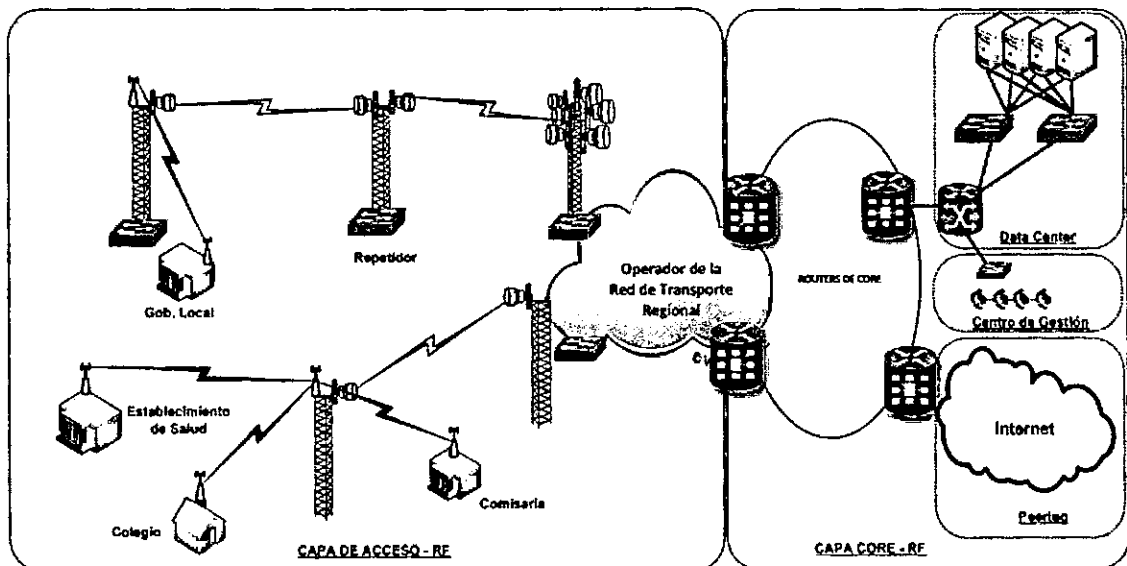 Repetidor
Gob. Local
Operador de la
Red de Transporte
Regional
Establecimiento
de Salud
Colegio
Comisaría
CAPA DE ACCESO - RF
ROUTERS DE CORE
Data Center
Centro de Gestión
Internet
Peering
CAPA CORE - RF